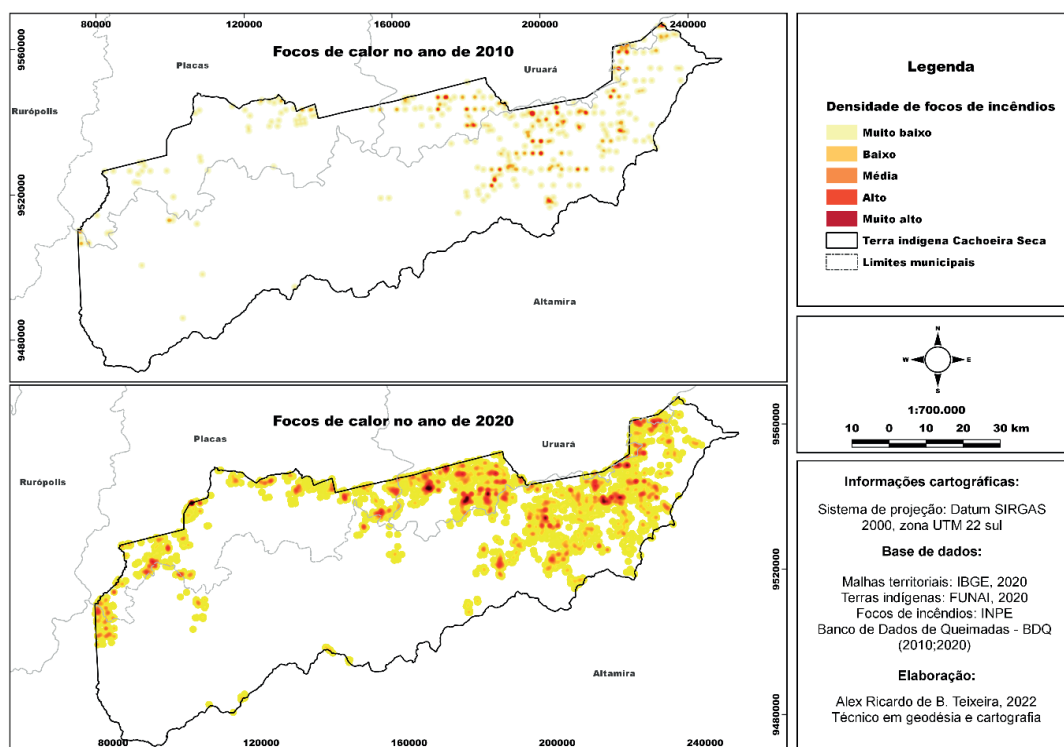 80000
120000
160000
200000
240000
Focos de calor no ano de 2010
Placas
Uruará
Rurópolis
Altamira
9560000
9520000
9480000
Focos de calor no ano de 2020
Placas
Uruará
Rurópolis
Altamira
9560000
9520000
9480000
80000
120000
160000
200000
240000
Legenda
Densidade de focos de incêndios
Muito baixo
Baixo
Média
Alto
Muito alto
Terra indígena Cachoeira Seca
Limites municipais
N
W
E
S
1:700.000
10 0 10 20 30 km
Informações cartográficas:
Sistema de projeção: Datum SIRGAS
2000, zona UTM 22 sul
Base de dados:
Malhas territoriais: IBGE, 2020
Terras indígenas: FUNAI, 2020
Focos de incêndios: INPE
Banco de Dados de Queimadas - BDQ
(2010;2020)
Elaboração:
Alex Ricardo de B. Teixeira, 2022
Técnico em geodésia e cartografia